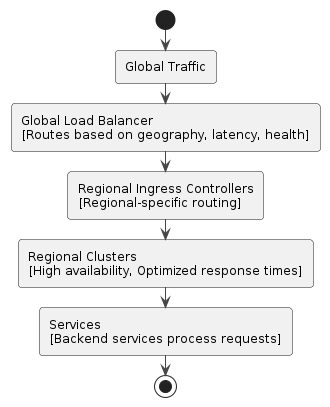 Global Traffic
Global Load Balancer
[Routes based on geography, latency, health]
Regional Ingress Controllers
[Regional-specific routing]
Regional Clusters
[High availability, Optimized response times]
Services
[Backend services process requests]